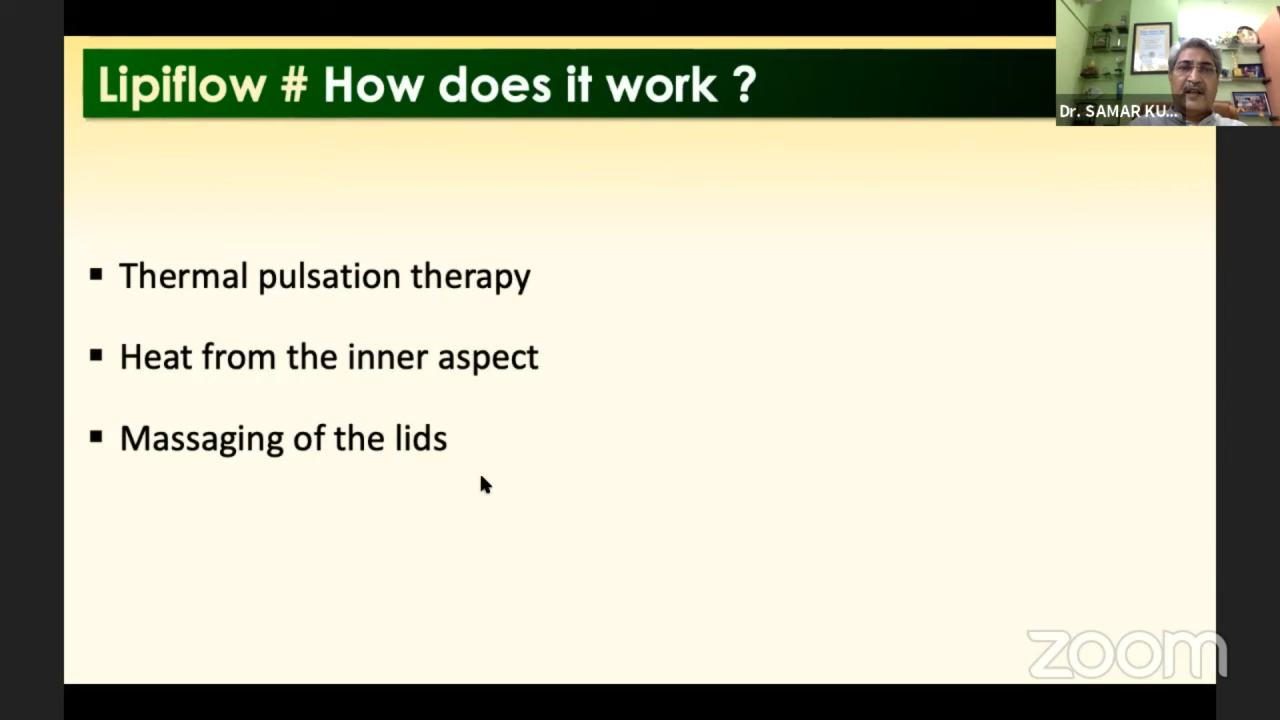 Lipiflow # How does it work ?
Dr. SAMAR KU...
▪ Thermal pulsation therapy
▪ Heat from the inner aspect
▪ Massaging of the lids
zoom